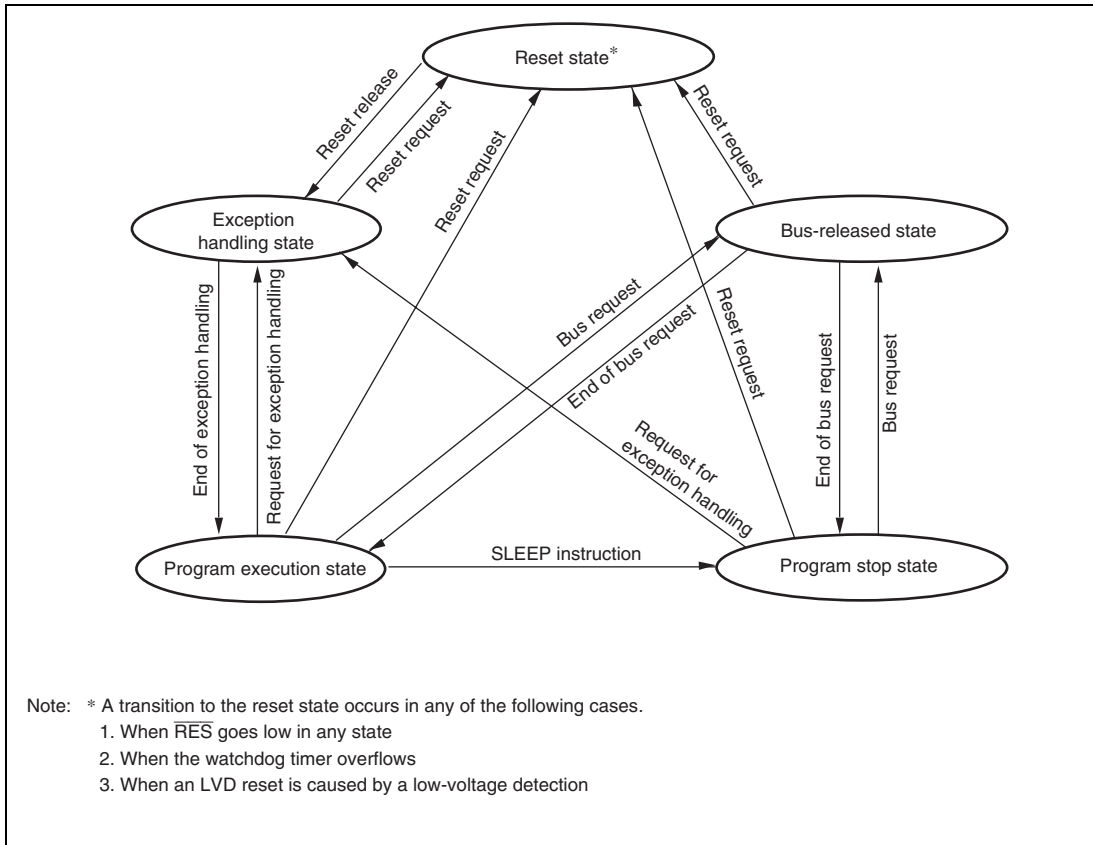 Reset state*
Reset release
Reset request
Reset request
Reset request
Exception
handling state
Bus-released state
End of exception handling
Request for exception handling
Bus request
End of bus request
Reset request
End of bus request
Bus request
Request for
exception handling
SLEEP instruction
Program execution state
Program stop state
Note: * A transition to the reset state occurs in any of the following cases.
1. When R̅E̅S̅ goes low in any state
2. When the watchdog timer overflows
3. When an LVD reset is caused by a low-voltage detection